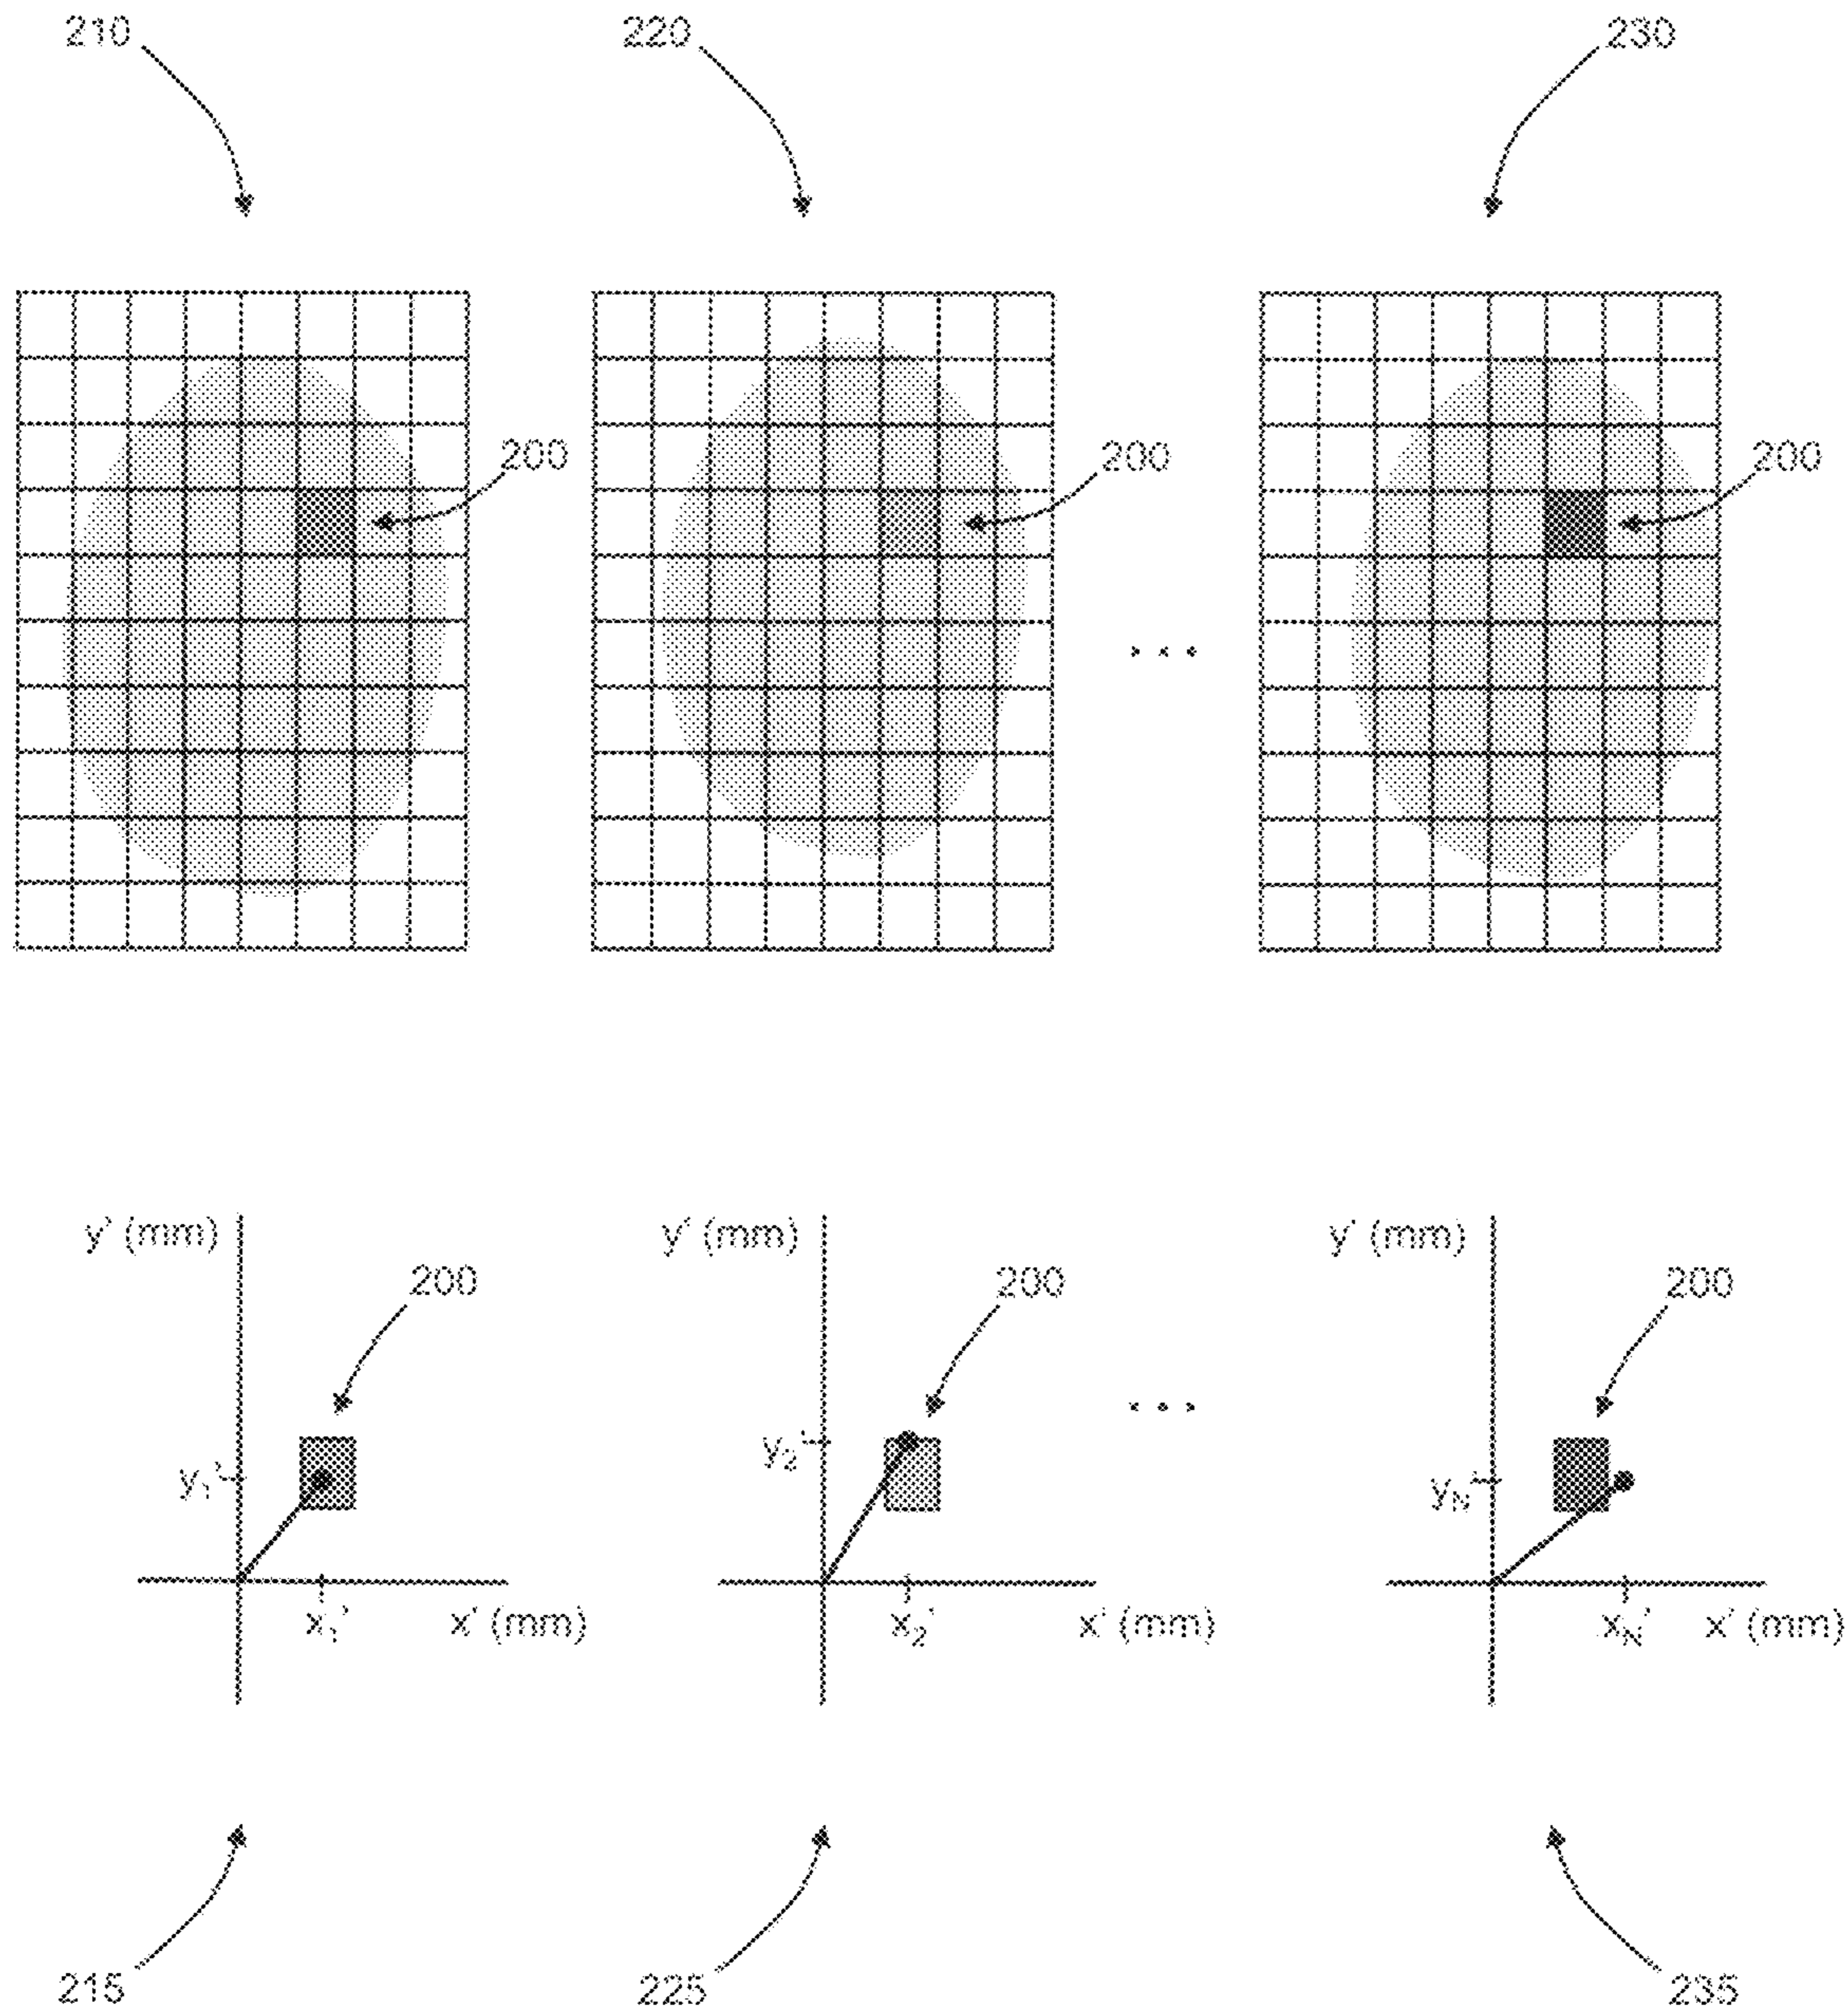 210
220
230
200
200
200
...
y' (mm)
y' (mm)
y' (mm)
200
200
200
...
y₁'
y₂'
yN'
x₁'
x' (mm)
x₂'
x' (mm)
xN'
x' (mm)
215
225
235